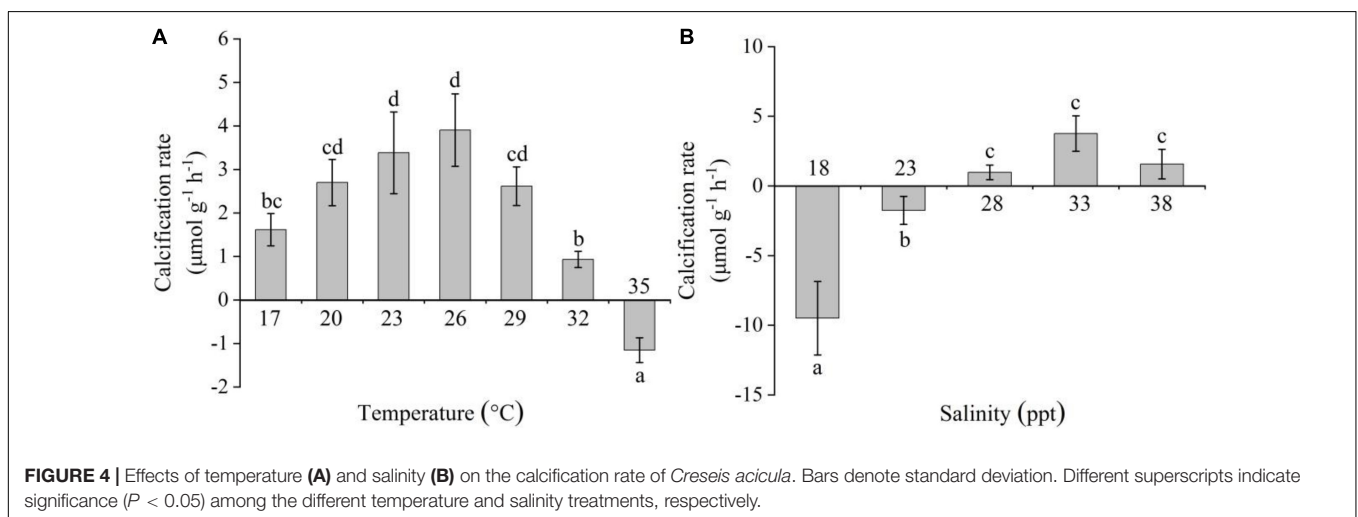 A
6
5
4
3
2
1
0
-1
-2
Calcification rate
(μmol g⁻¹ h⁻¹)
bc
cd
d
d
cd
b
35
17 20 23 26 29 32
a
Temperature (°C)
B
10
5
0
-5
-10
-15
Calcification rate
(μmol g⁻¹ h⁻¹)
18 23
c
c
c
28 33 38
b
a
Salinity (ppt)
FIGURE 4 | Effects of temperature (A) and salinity (B) on the calcification rate of Creseis acicula. Bars denote standard deviation. Different superscripts indicate
significance (P < 0.05) among the different temperature and salinity treatments, respectively.